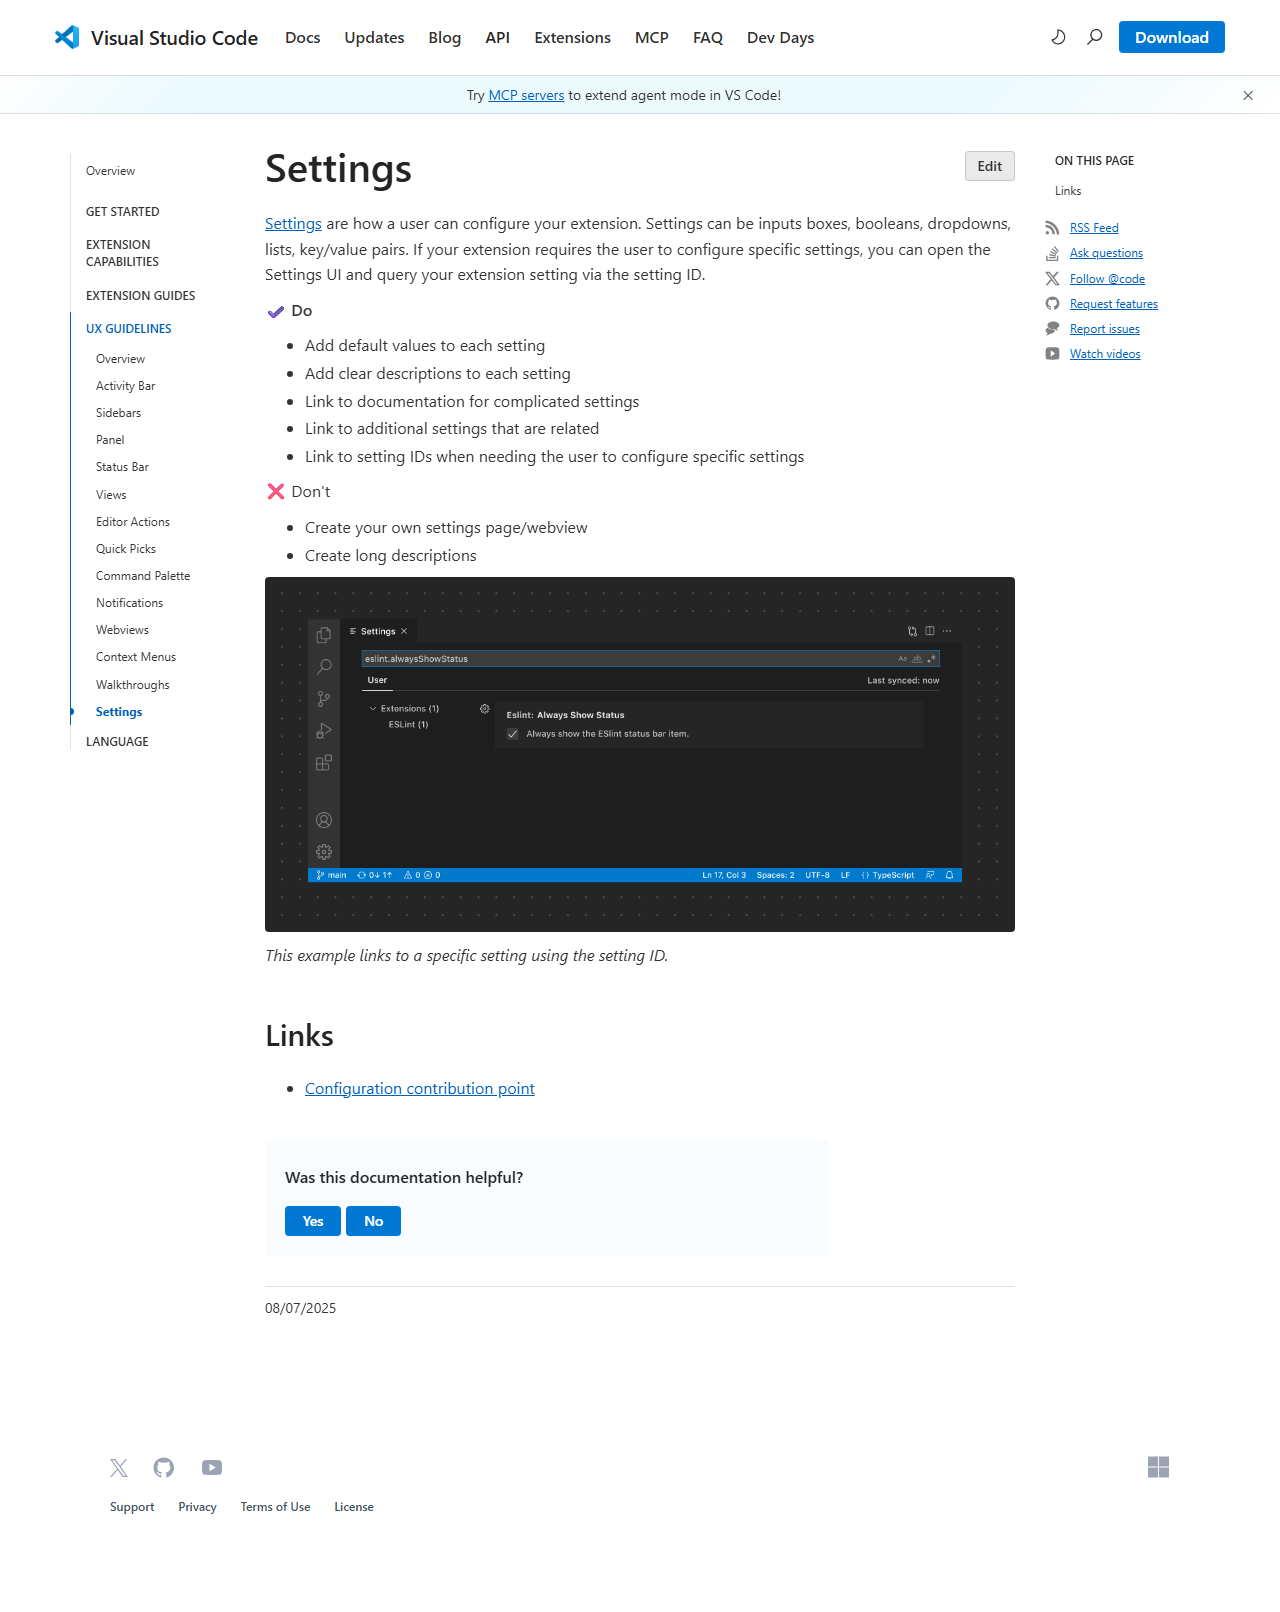 Visual Studio Code Docs Updates Blog API Extensions MCP FAQ Dev Days Download
Try MCP servers to extend agent mode in VS Code!
Overview
GET STARTED
EXTENSION
CAPABILITIES
EXTENSION GUIDES
UX GUIDELINES
Overview
Activity Bar
Sidebars
Panel
Status Bar
Views
Editor Actions
Quick Picks
Command Palette
Notifications
Webviews
Context Menus
Walkthroughs
Settings
LANGUAGE
Settings
Edit
Settings are how a user can configure your extension. Settings can be inputs boxes, booleans, dropdowns,
lists, key/value pairs. If your extension requires the user to configure specific settings, you can open the
Settings UI and query your extension setting via the setting ID.
Do
Add default values to each setting
Add clear descriptions to each setting
Link to documentation for complicated settings
Link to additional settings that are related
Link to setting IDs when needing the user to configure specific settings
Don't
Create your own settings page/webview
Create long descriptions
Settings
eslint.alwaysShowStatus
Aa ab
User
Last synced: now
Extensions (1)
ESLint (1)
Eslint: Always Show Status
Always show the ESlint status bar item.
main 0↓ 1↑ 0 0 Ln 17, Col 3 Spaces: 2 UTF-8 LF TypeScript
This example links to a specific setting using the setting ID.
Links
Configuration contribution point
Was this documentation helpful?
Yes No
08/07/2025
ON THIS PAGE
Links
RSS Feed
Ask questions
Follow @code
Request features
Report issues
Watch videos
Support Privacy Terms of Use License